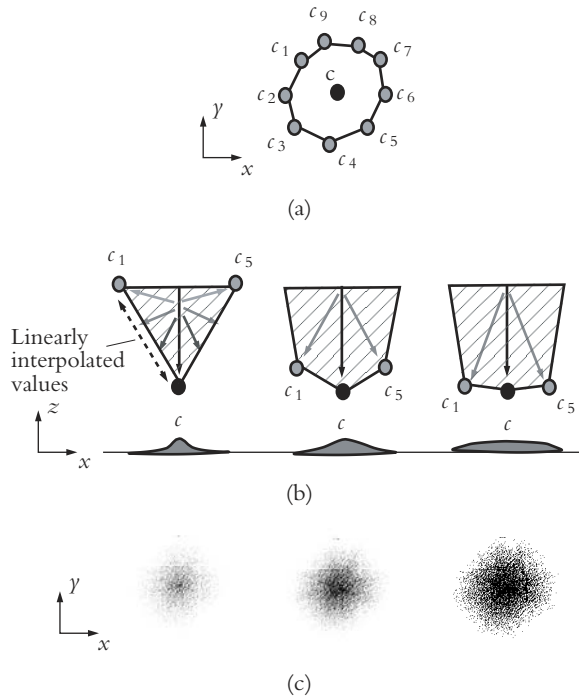 c9 c8
c1 c7
c
c2 c6
c3 c5
c4
y
x
(a)
c1 c5
Linearly
interpolated
values
c1 c5 c1 c5
z
c c c
x
(b)
y
x
(c)